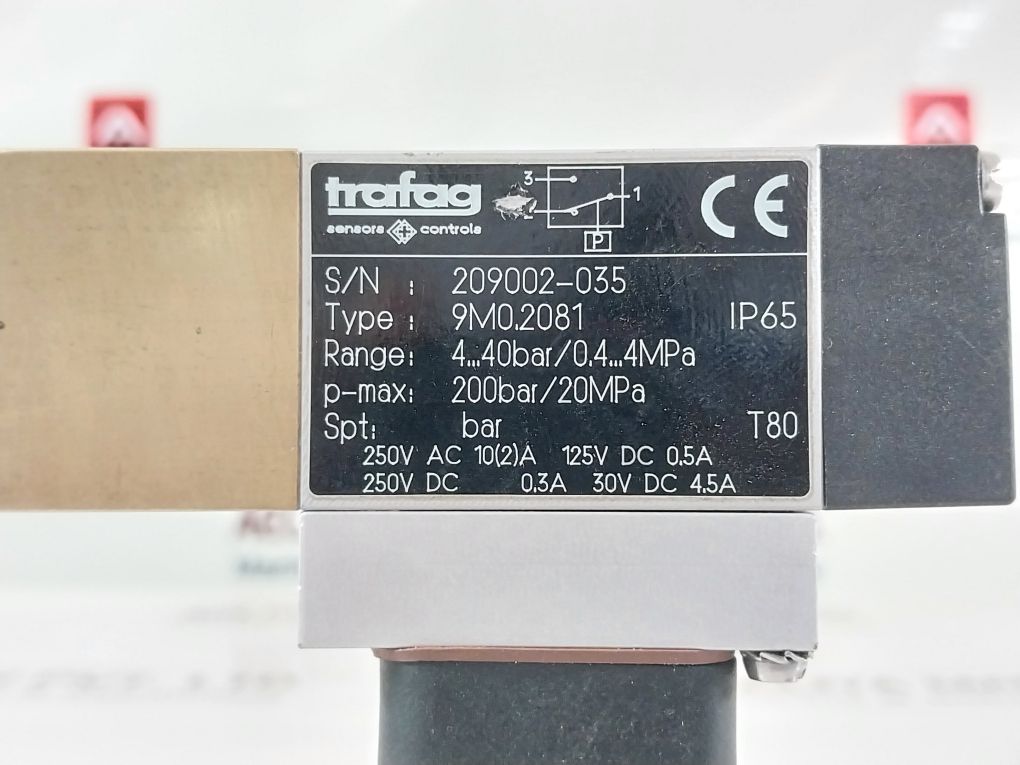 trafag
sensors controls
3
1
2
P
CE
S/N : 209002-035
Type : 9M0.2081 IP65
Range: 4...40bar/0.4...4MPa
p-max: 200bar/20MPa
Spt: bar T80
250V AC 10(2)A 125V DC 0.5A
250V DC 0.3A 30V DC 4.5A